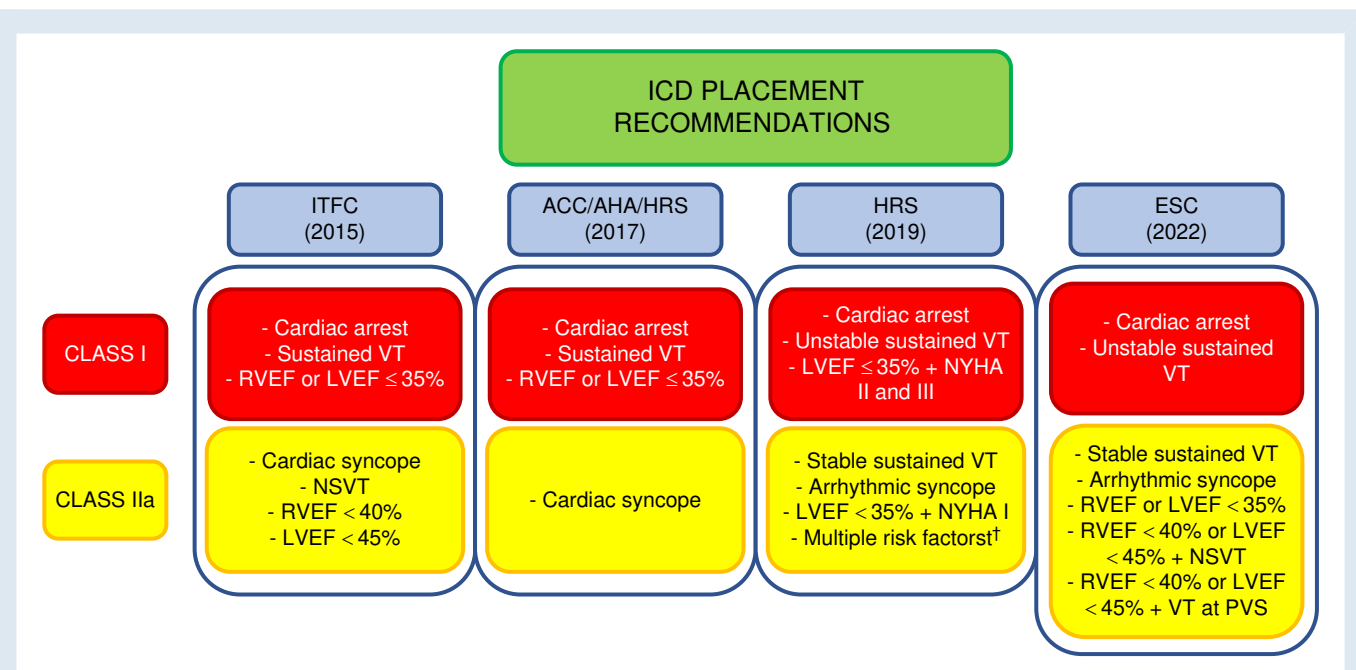 ICD PLACEMENT
RECOMMENDATIONS
ITFC
(2015)
ACC/AHA/HRS
(2017)
HRS
(2019)
ESC
(2022)
CLASS I
- Cardiac arrest
- Sustained VT
- RVEF or LVEF ≤ 35%
- Cardiac arrest
- Sustained VT
- RVEF or LVEF ≤ 35%
- Cardiac arrest
- Unstable sustained VT
- LVEF ≤ 35% + NYHA
II and III
- Cardiac arrest
- Unstable sustained
VT
CLASS IIa
- Cardiac syncope
- NSVT
- RVEF < 40%
- LVEF < 45%
- Cardiac syncope
- Stable sustained VT
- Arrhythmic syncope
- LVEF < 35% + NYHA I
- Multiple risk factorst†
- Stable sustained VT
- Arrhythmic syncope
- RVEF or LVEF < 35%
- RVEF < 40% or LVEF
< 45% + NSVT
- RVEF < 40% or LVEF
< 45% + VT at PVS